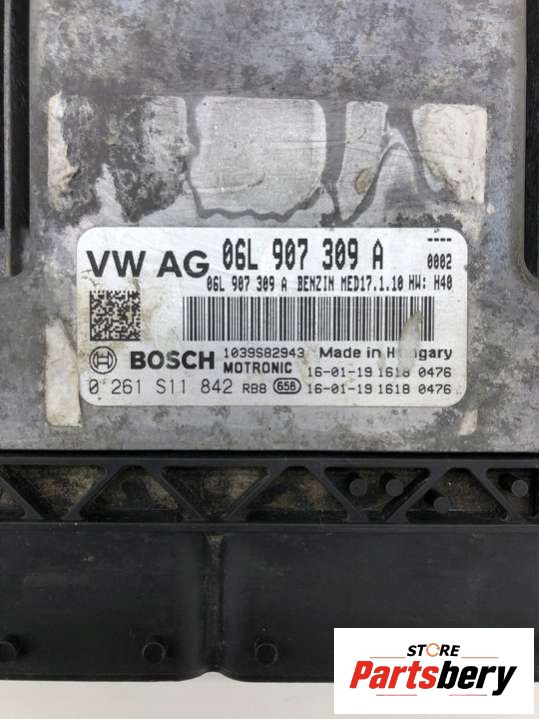 VW AG 06L 907 309 A ----
0002
06L 907 309 A BENZIN MED17.1.10 HW: H40
BOSCH 1039S82943 Made in Hungary
MOTRONIC 16-01-19 1618 0476
0 261 S11 842 RBB 656 16-01-19 1618 0476
STORE
Partsbery